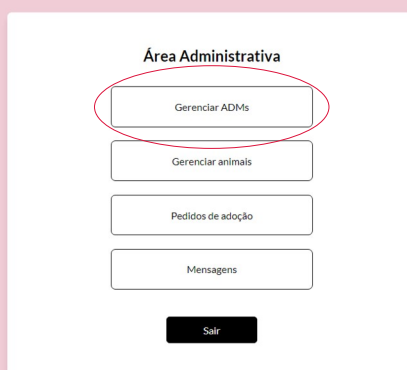 Área Administrativa
Gerenciar ADMs
Gerenciar animais
Pedidos de adoção
Mensagens
Sair